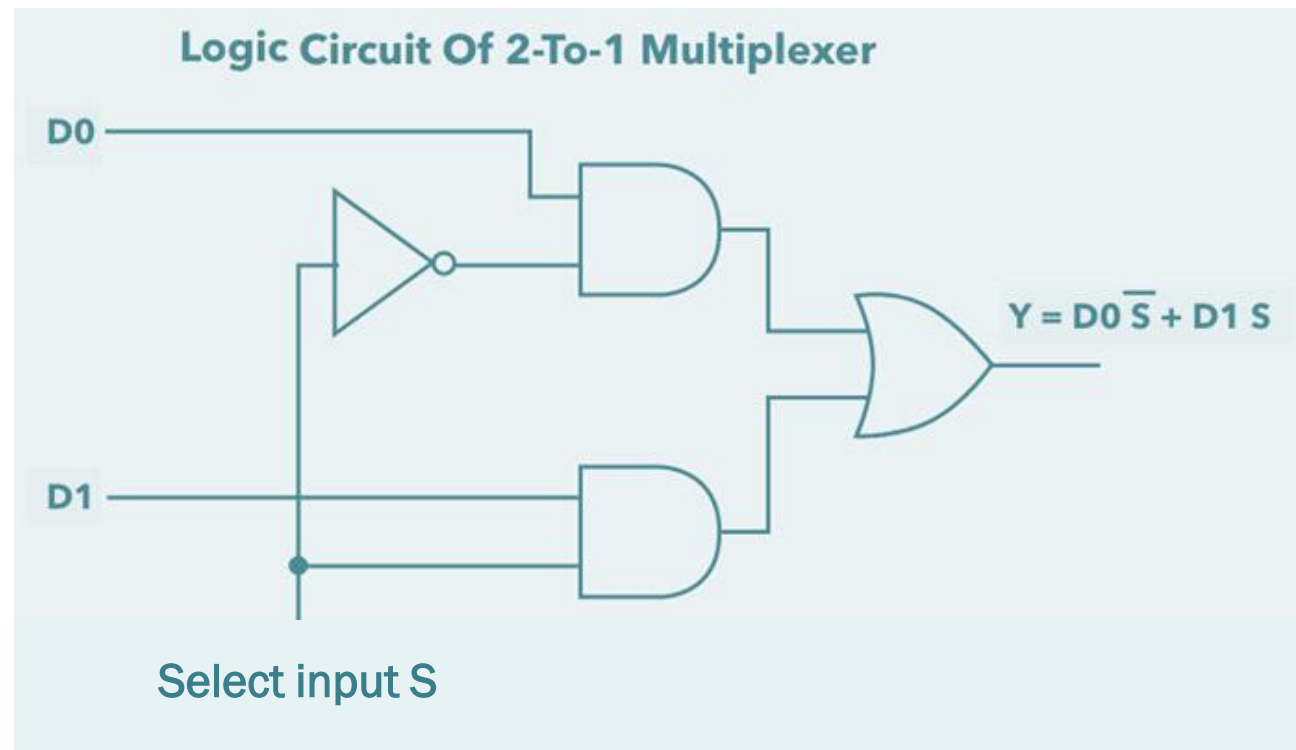 Logic Circuit Of 2-To-1 Multiplexer
D0
Y = D0 S̅ + D1 S
D1
Select input S